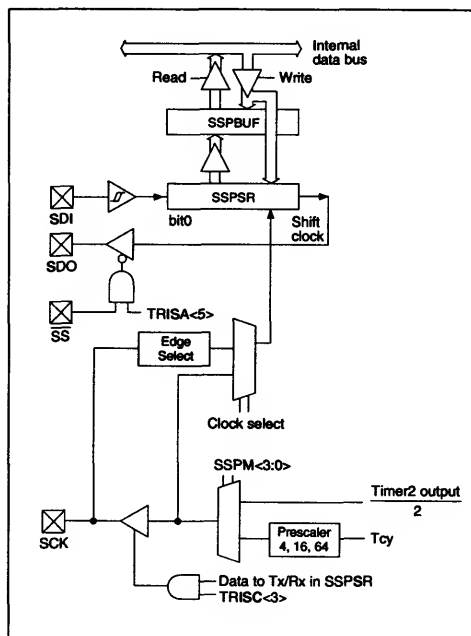 Internal
data bus
Read
Write
SSPBUF
SSPSR
SDI
bit0
Shift
clock
SDO
SS
TRISA<5>
Edge
Select
Clock select
SSPM<3:0>
Timer2 output
2
SCK
Prescaler
4, 16, 64
Tcy
Data to Tx/Rx in SSPSR
TRISC<3>